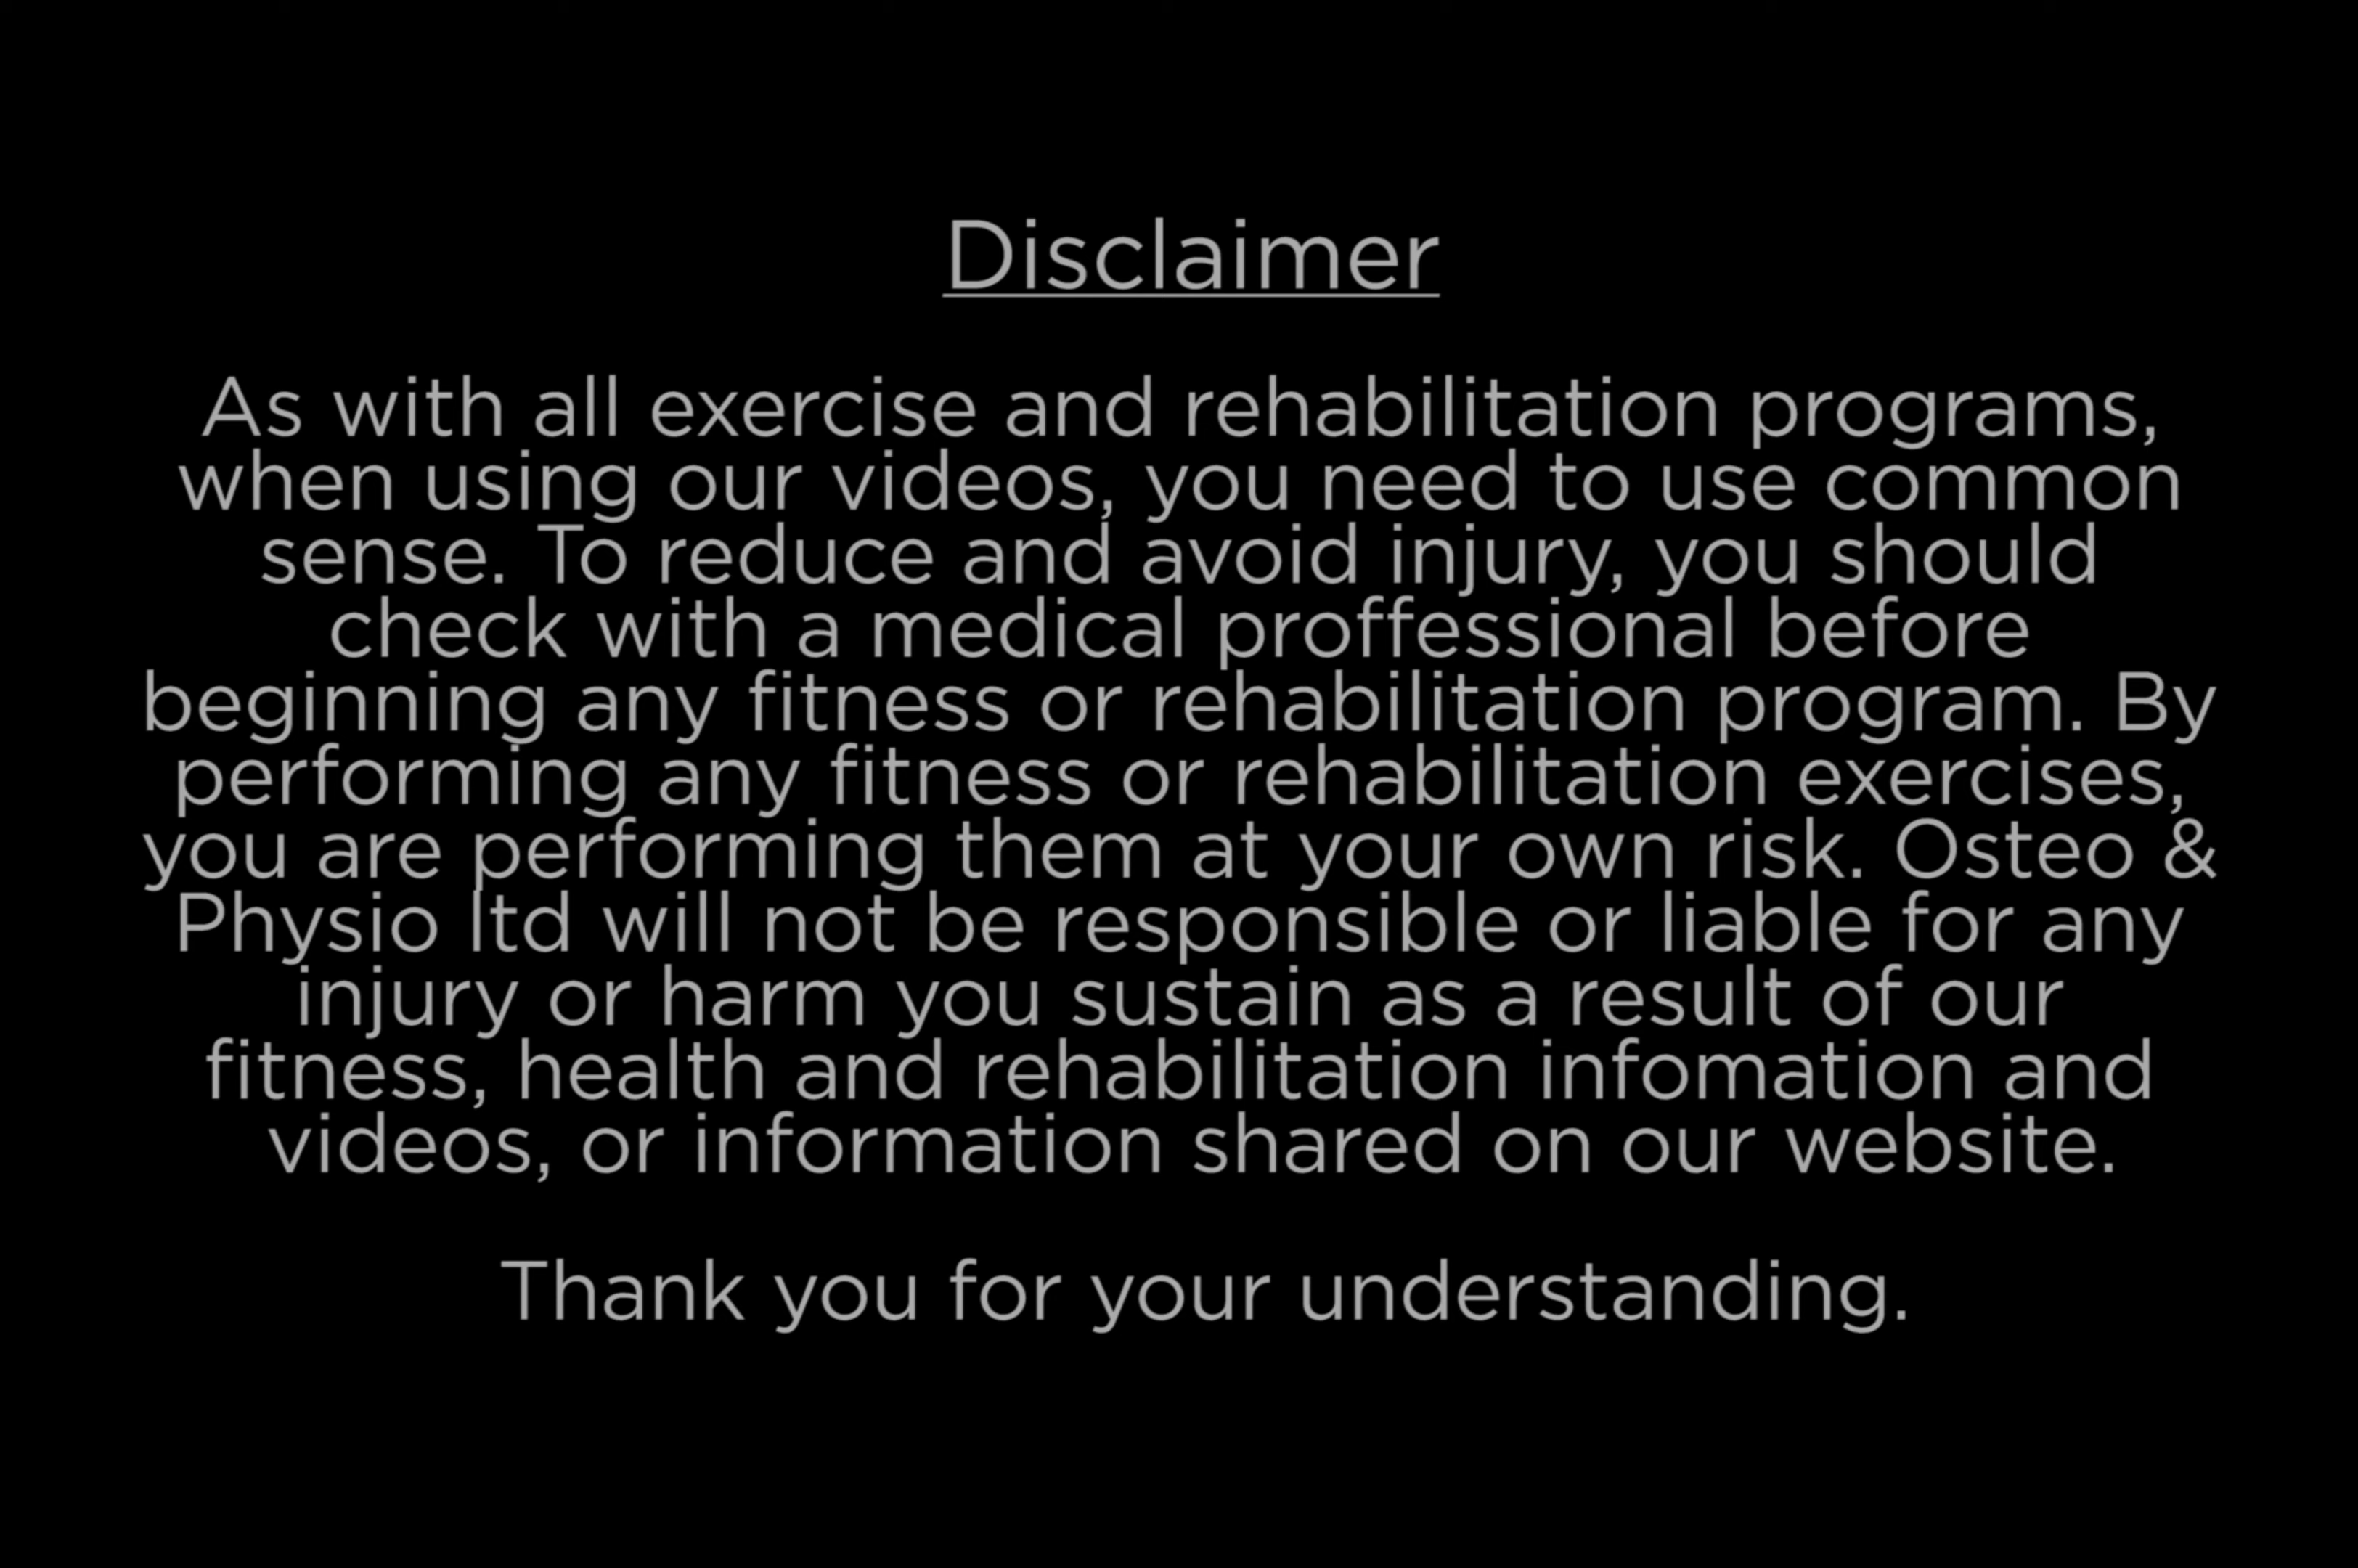 Disclaimer
As with all exercise and rehabilitation programs,
when using our videos, you need to use common
sense. To reduce and avoid injury, you should
check with a medical proffessional before
beginning any fitness or rehabilitation program. By
performing any fitness or rehabilitation exercises,
you are performing them at your own risk. Osteo &
Physio ltd will not be responsible or liable for any
injury or harm you sustain as a result of our
fitness, health and rehabilitation infomation and
videos, or information shared on our website.
Thank you for your understanding.